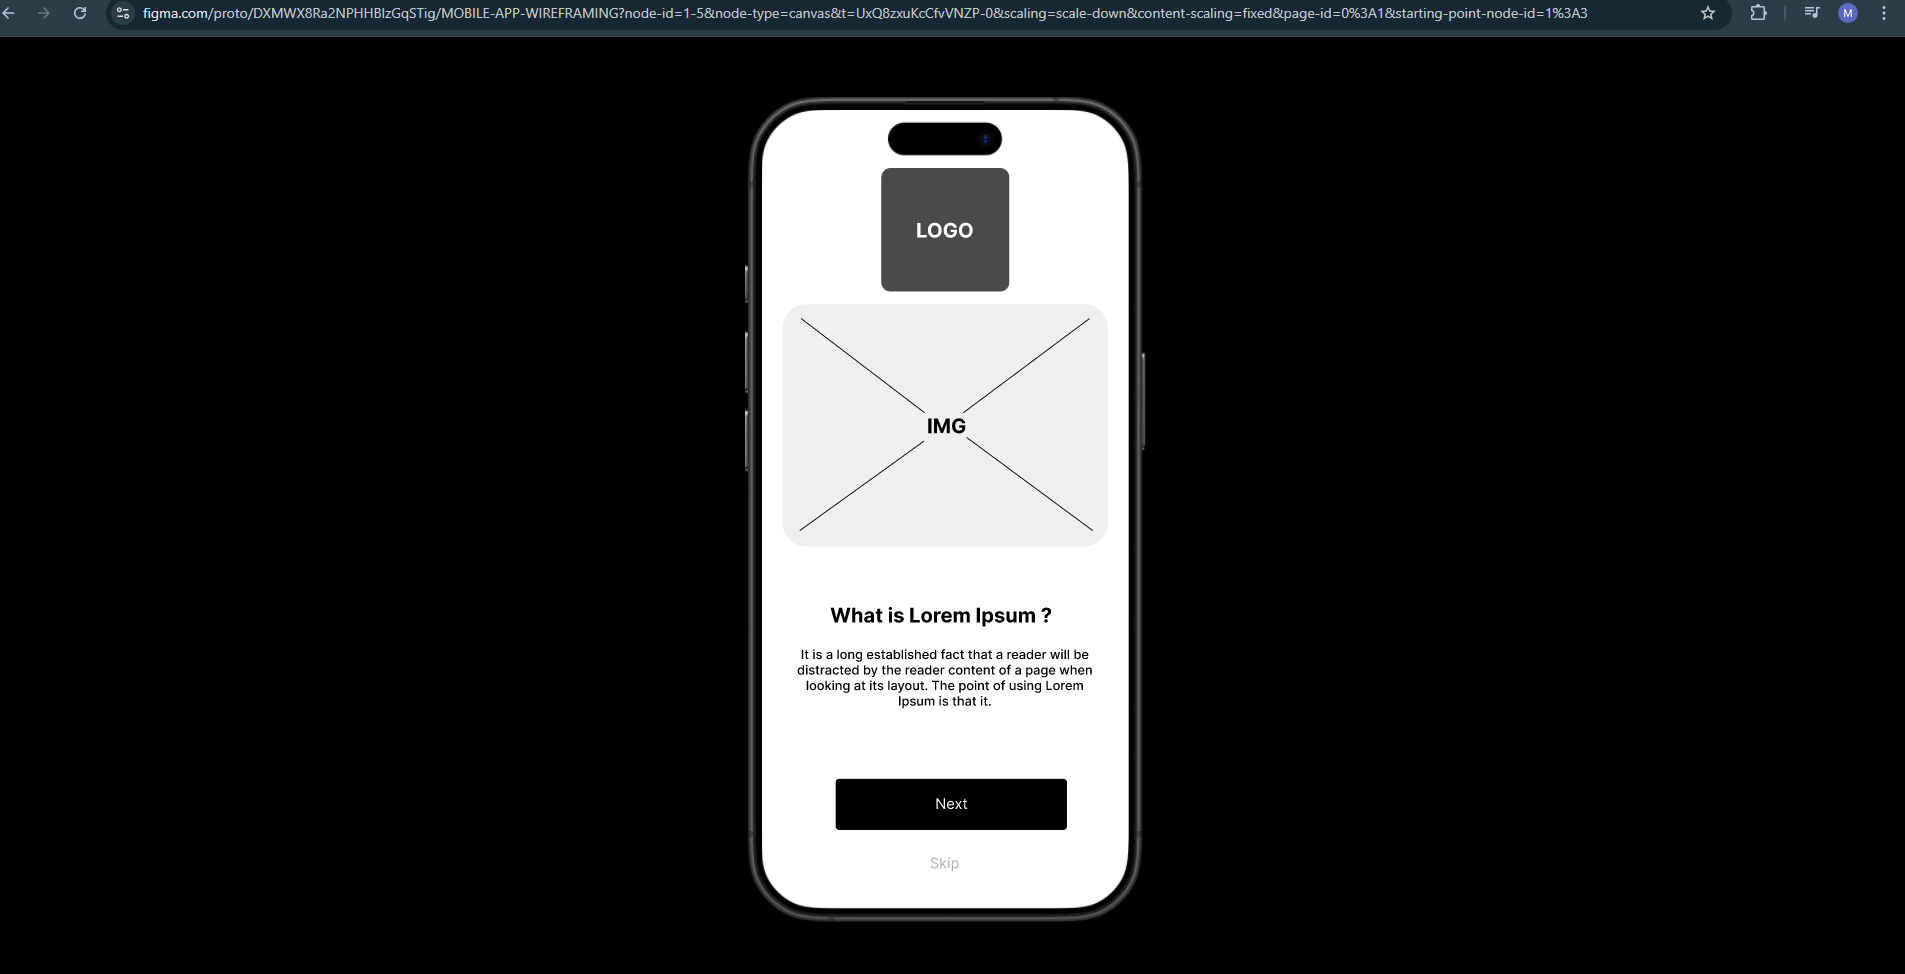 figma.com/proto/DXMWX8Ra2NPHHBlzGqSTig/MOBILE-APP-WIREFRAMING?node-id=1-5&node-type=canvas&t=UxQ8zxuKcCfvVNZP-0&scaling=scale-down&content-scaling=fixed&page-id=0%3A1&starting-point-node-id=1%3A3
M
LOGO
IMG
What is Lorem Ipsum ?
It is a long established fact that a reader will be
distracted by the reader content of a page when
looking at its layout. The point of using Lorem
Ipsum is that it.
Next
Skip